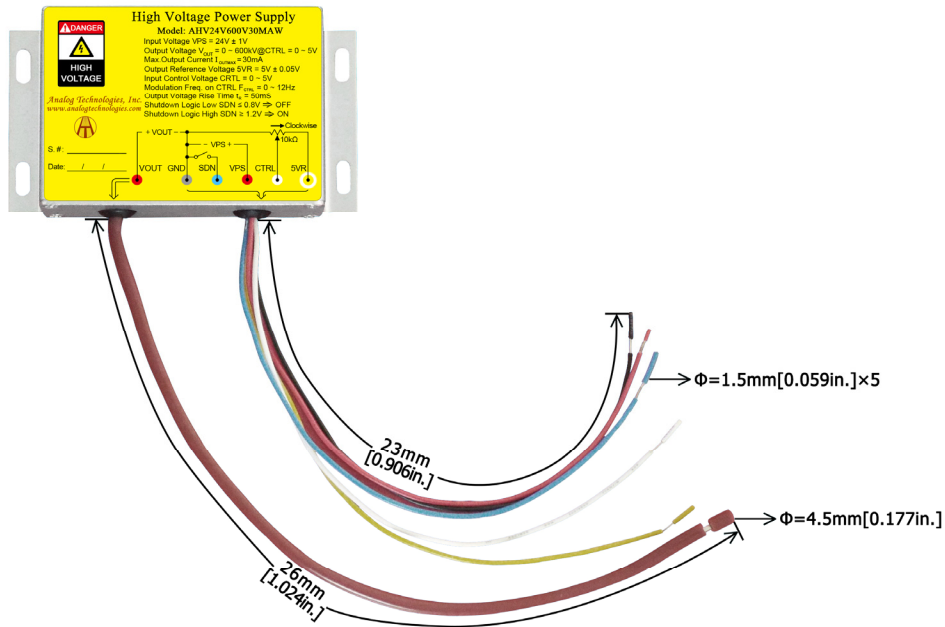 High Voltage Power Supply
DANGER
HIGH
VOLTAGE
Model: AHV24V600V30MAW
Input Voltage VPS = 24V ± 1V
Output Voltage VOUT = 0 ~ 600kV@CTRL = 0 ~ 5V
Max.Output Current IOUTMAX = 30mA
Output Reference Voltage 5VR = 5V ± 0.05V
Input Control Voltage CRTL = 0 ~ 5V
Modulation Freq. on CTRL FCTRL = 0 ~ 12Hz
Output Voltage Rise Time tR = 50mS
Shutdown Logic Low SDN ≤ 0.8V ⇒ OFF
Shutdown Logic High SDN ≥ 1.2V ⇒ ON
Analog Technologies, Inc.
www.analogtechnologies.com
AT
S. #:
Date: / /
Clockwise
+ VOUT -
10kΩ
- VPS +
VOUT GND SDN VPS CTRL 5VR
Φ=1.5mm[0.059in.]×5
23mm
[0.906in.]
Φ=4.5mm[0.177in.]
26mm
[1.024in.]